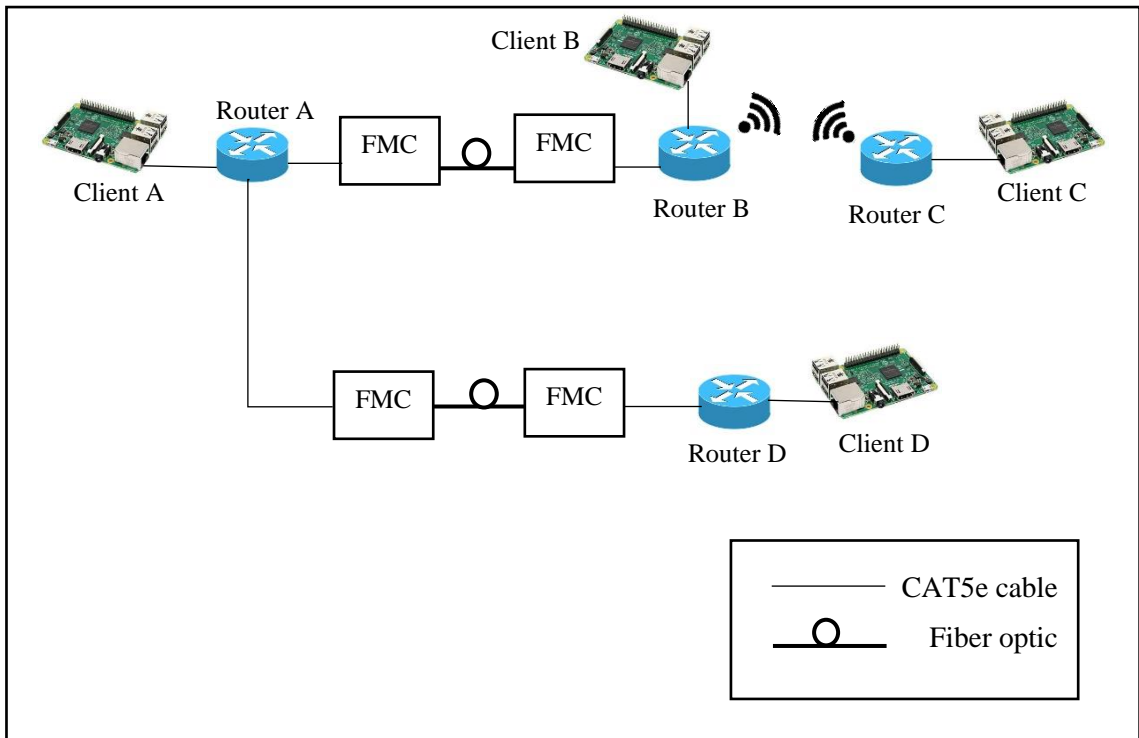 Client B
Router A
FMC
FMC
Client A
Router B
Router C
Client C
FMC
FMC
Router D
Client D
CAT5e cable
Fiber optic